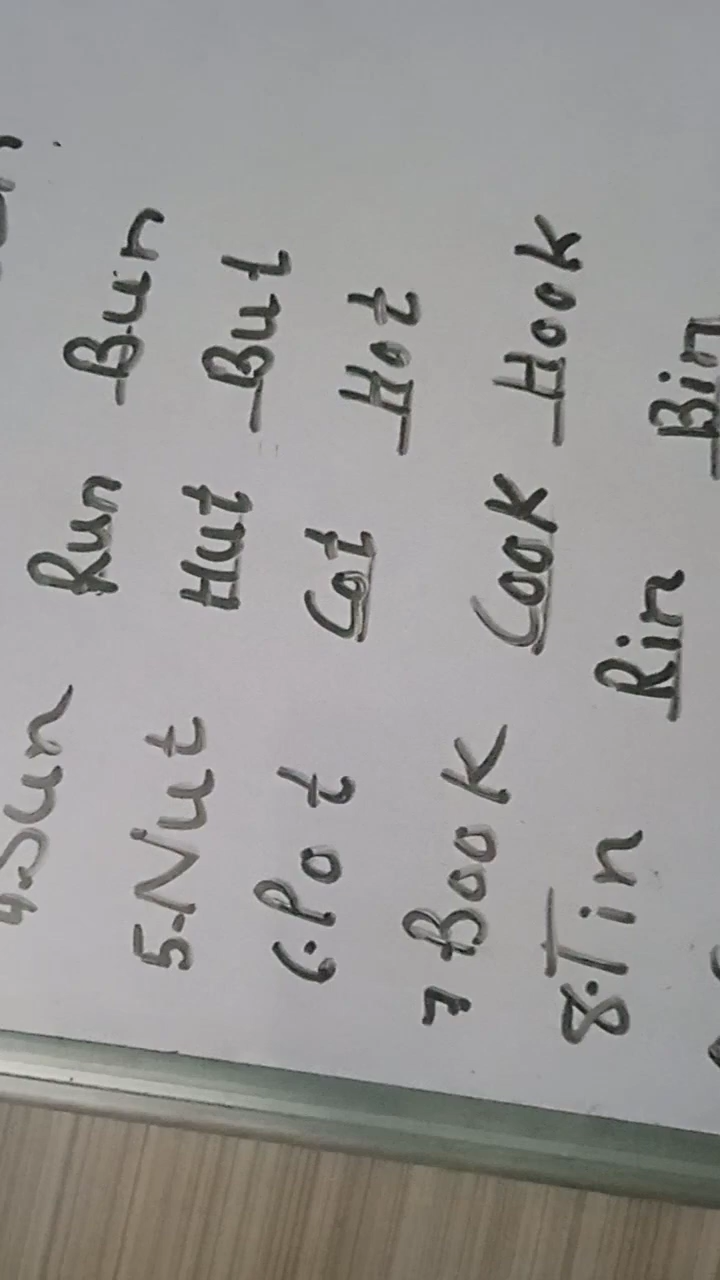 4. Sun Run Bun
5. Nut Hut But
6. Pot Cot Hot
7 Book Cook Hook
8. Tin Rin Bin